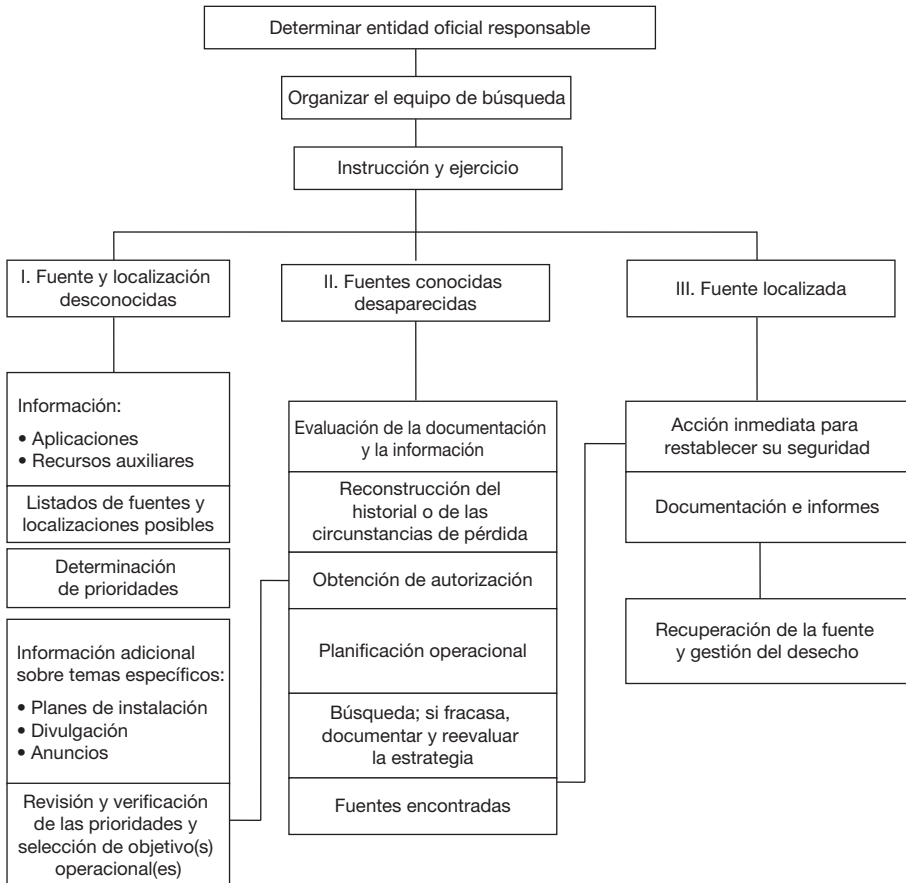 Determinar entidad oficial responsable
Organizar el equipo de búsqueda
Instrucción y ejercicio
I. Fuente y localización
desconocidas
II. Fuentes conocidas
desaparecidas
III. Fuente localizada
Información:
• Aplicaciones
• Recursos auxiliares
Listados de fuentes y
localizaciones posibles
Determinación
de prioridades
Información adicional
sobre temas específicos:
• Planes de instalación
• Divulgación
• Anuncios
Revisión y verificación
de las prioridades y
selección de objetivo(s)
operacional(es)
Evaluación de la documentación
y la información
Reconstrucción del
historial o de las
circunstancias de pérdida
Obtención de autorización
Planificación operacional
Búsqueda; si fracasa,
documentar y reevaluar
la estrategia
Fuentes encontradas
Acción inmediata para
restablecer su seguridad
Documentación e informes
Recuperación de la fuente
y gestión del desecho